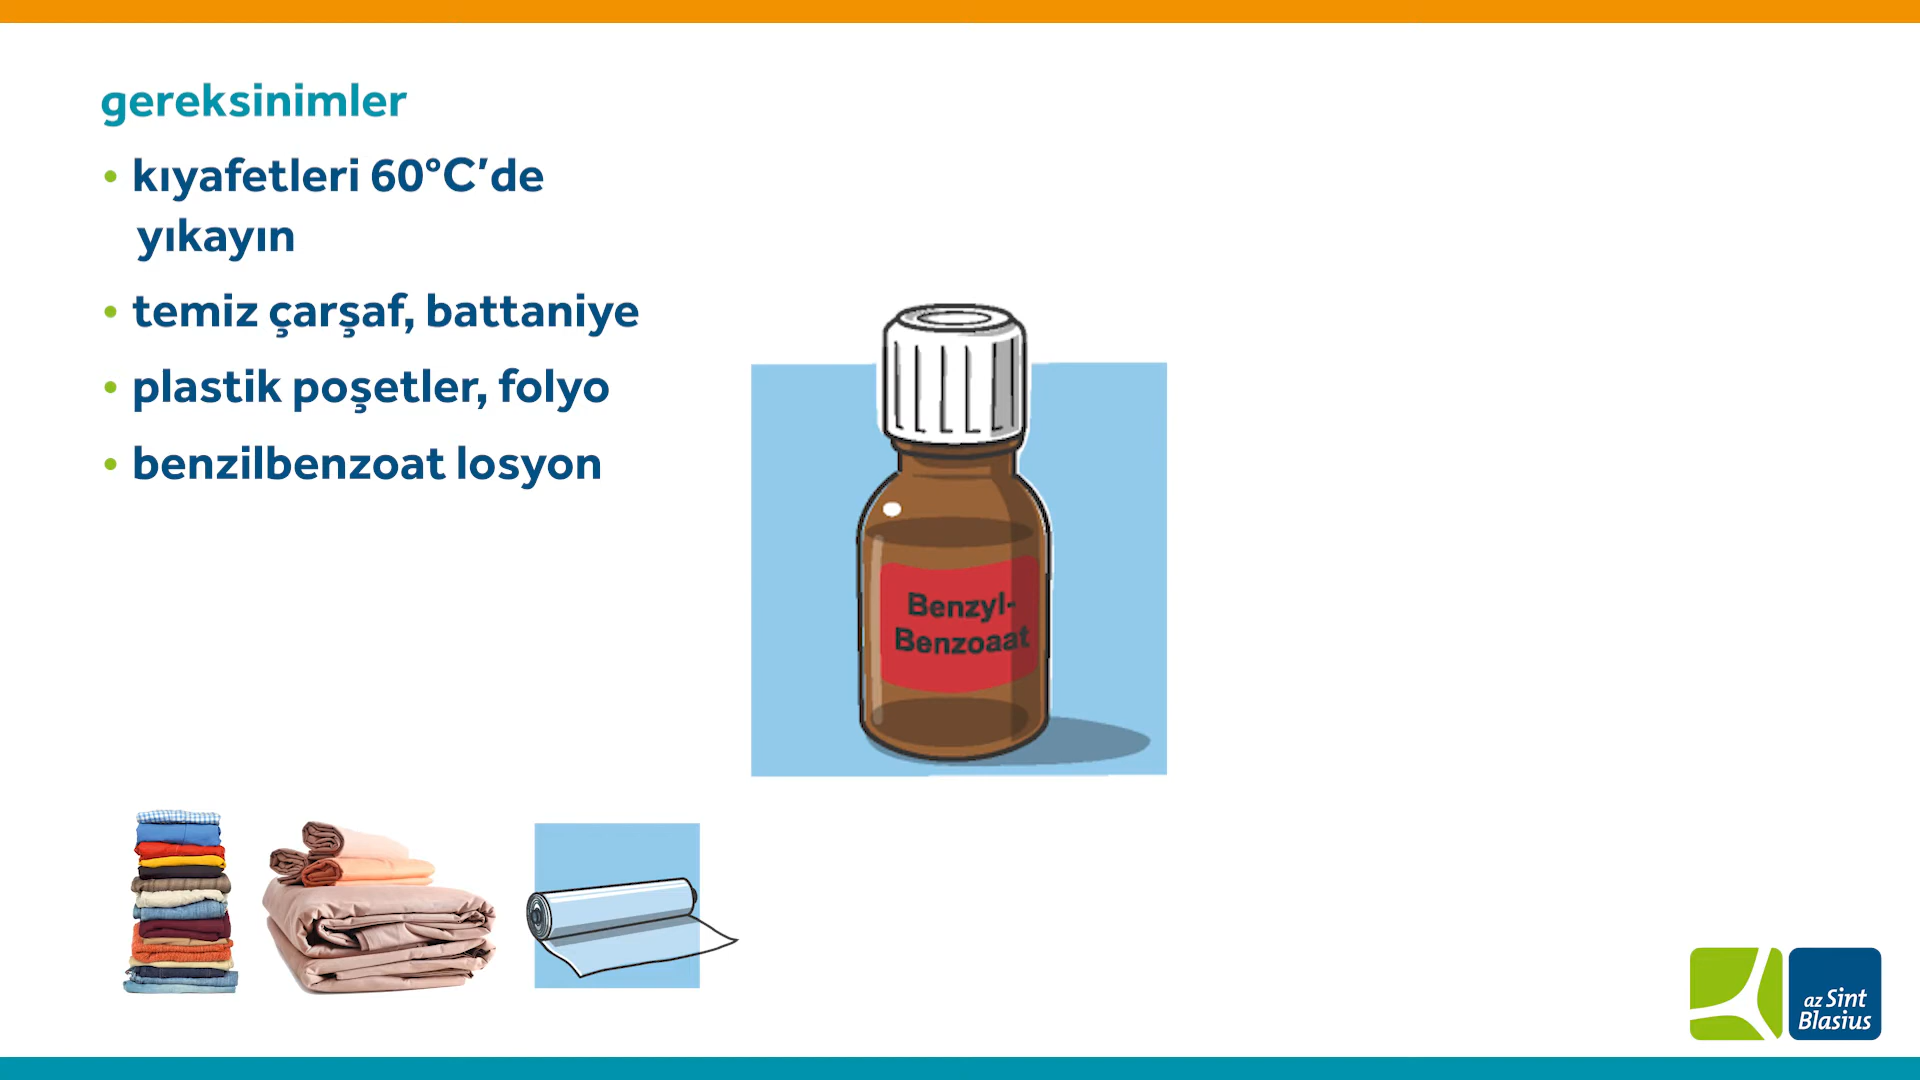 gereksinimler
• kıyafetleri 60°C'de
yıkayın
• temiz çarşaf, battaniye
• plastik poşetler, folyo
• benzilbenzoat losyon
Benzyl-
Benzoaat
az Sint
Blasius